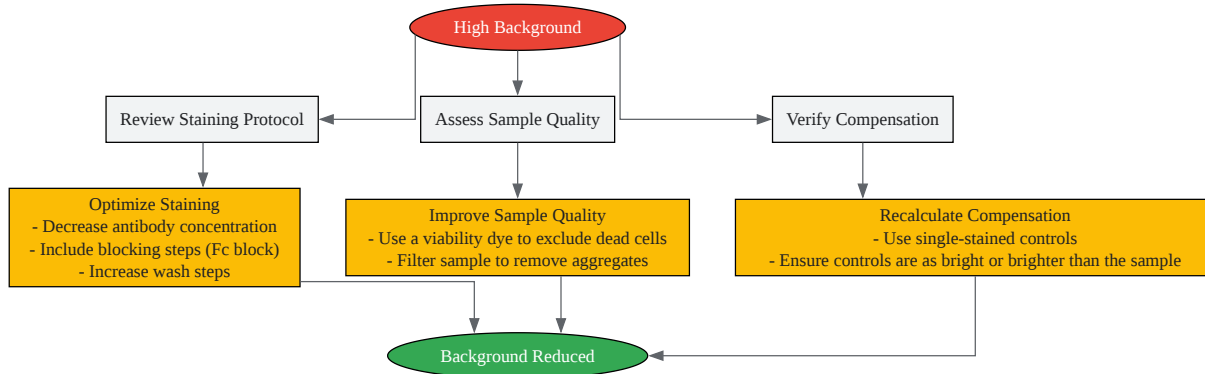 High Background
Review Staining Protocol
Assess Sample Quality
Verify Compensation
Optimize Staining
- Decrease antibody concentration
- Include blocking steps (Fc block)
- Increase wash steps
Improve Sample Quality
- Use a viability dye to exclude dead cells
- Filter sample to remove aggregates
Recalculate Compensation
- Use single-stained controls
- Ensure controls are as bright or brighter than the sample
Background Reduced